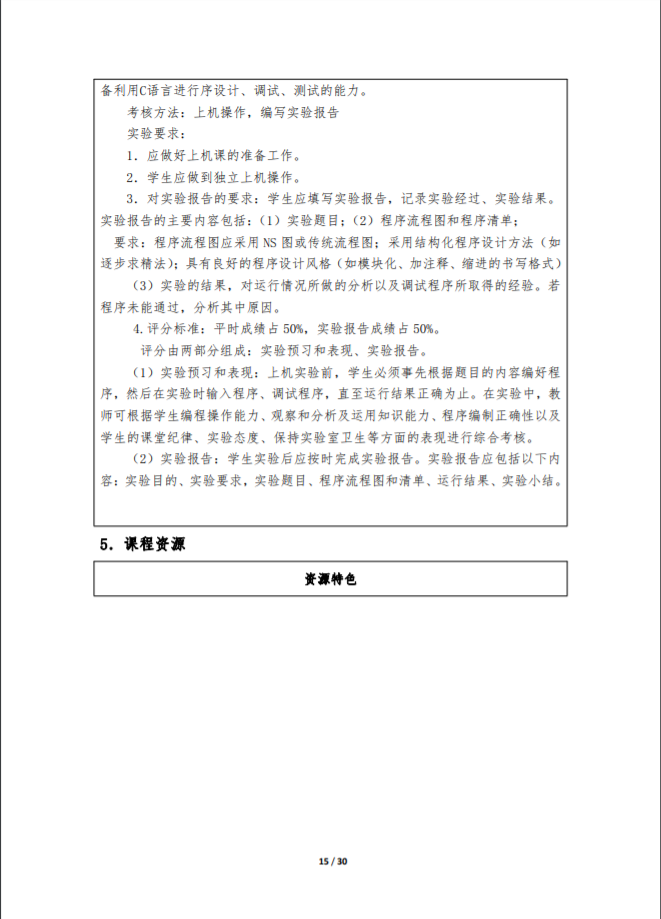 备利用C语言进行序设计、调试、测试的能力。
考核方法：上机操作，编写实验报告
实验要求：
1．应做好上机课的准备工作。
2．学生应做到独立上机操作。
3．对实验报告的要求：学生应填写实验报告，记录实验经过、实验结果。
实验报告的主要内容包括：（1）实验题目；（2）程序流程图和程序清单；
要求：程序流程图应采用 NS 图或传统流程图；采用结构化程序设计方法（如
逐步求精法）；具有良好的程序设计风格（如模块化、加注释、缩进的书写格式）
（3）实验的结果，对运行情况所做的分析以及调试程序所取得的经验。若
程序未能通过，分析其中原因。
4.评分标准：平时成绩占 50%，实验报告成绩占 50%。
评分由两部分组成：实验预习和表现、实验报告。
（1）实验预习和表现：上机实验前，学生必须事先根据题目的内容编好程
序，然后在实验时输入程序、调试程序，直至运行结果正确为止。在实验中，教
师可根据学生编程操作能力、观察和分析及运用知识能力、程序编制正确性以及
学生的课堂纪律、实验态度、保持实验室卫生等方面的表现进行综合考核。
（2）实验报告：学生实验后应按时完成实验报告。实验报告应包括以下内
容：实验目的、实验要求，实验题目、程序流程图和清单、运行结果、实验小结。
5．课程资源
资源特色
15 / 30